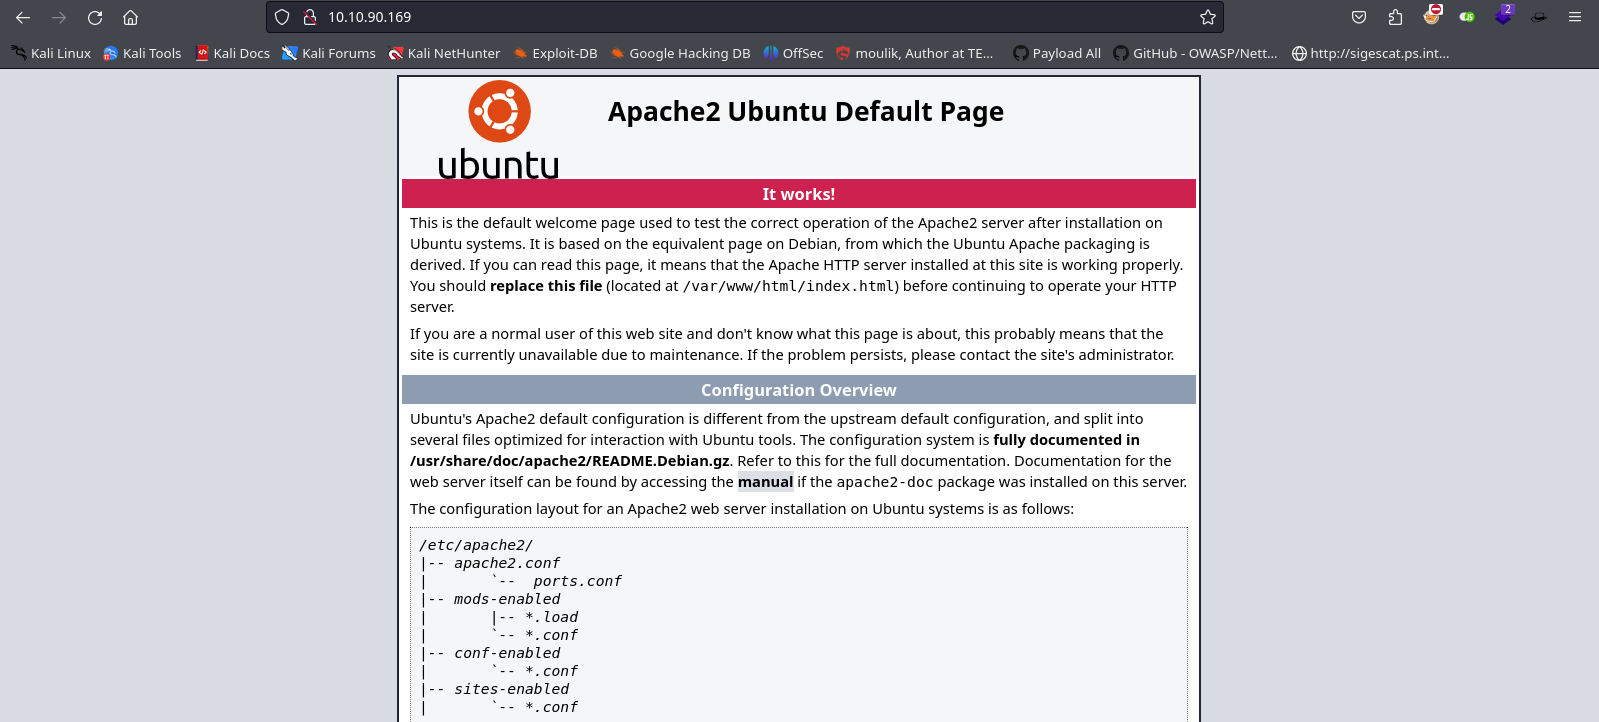 10.10.90.169
2
Kali Linux Kali Tools Kali Docs Kali Forums Kali NetHunter Exploit-DB Google Hacking DB OffSec moulik, Author at TE... Payload All GitHub - OWASP/Nett... http://sigescat.ps.int...
ubuntu
Apache2 Ubuntu Default Page
It works!
This is the default welcome page used to test the correct operation of the Apache2 server after installation on
Ubuntu systems. It is based on the equivalent page on Debian, from which the Ubuntu Apache packaging is
derived. If you can read this page, it means that the Apache HTTP server installed at this site is working properly.
You should replace this file (located at /var/www/html/index.html) before continuing to operate your HTTP
server.
If you are a normal user of this web site and don't know what this page is about, this probably means that the
site is currently unavailable due to maintenance. If the problem persists, please contact the site's administrator.
Configuration Overview
Ubuntu's Apache2 default configuration is different from the upstream default configuration, and split into
several files optimized for interaction with Ubuntu tools. The configuration system is fully documented in
/usr/share/doc/apache2/README.Debian.gz. Refer to this for the full documentation. Documentation for the
web server itself can be found by accessing the manual if the apache2-doc package was installed on this server.
The configuration layout for an Apache2 web server installation on Ubuntu systems is as follows:
/etc/apache2/
|-- apache2.conf
|       `--  ports.conf
|-- mods-enabled
|       |-- *.load
|       `-- *.conf
|-- conf-enabled
|       `-- *.conf
|-- sites-enabled
|       `-- *.conf